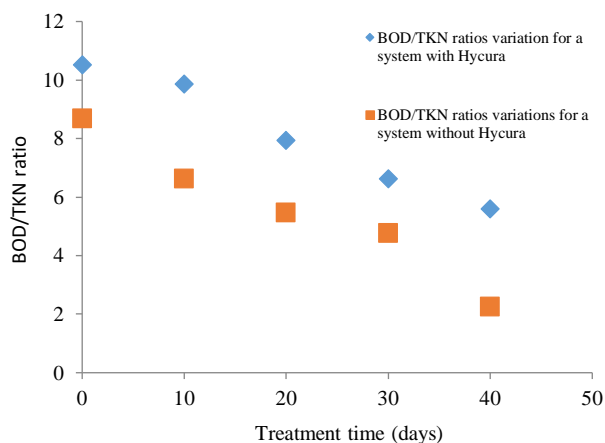 12
10
8
6
4
2
0
BOD/TKN ratio
BOD/TKN ratios variation for a
system with Hycura
BOD/TKN ratios variations for a
system without Hycura
0 10 20 30 40 50
Treatment time (days)